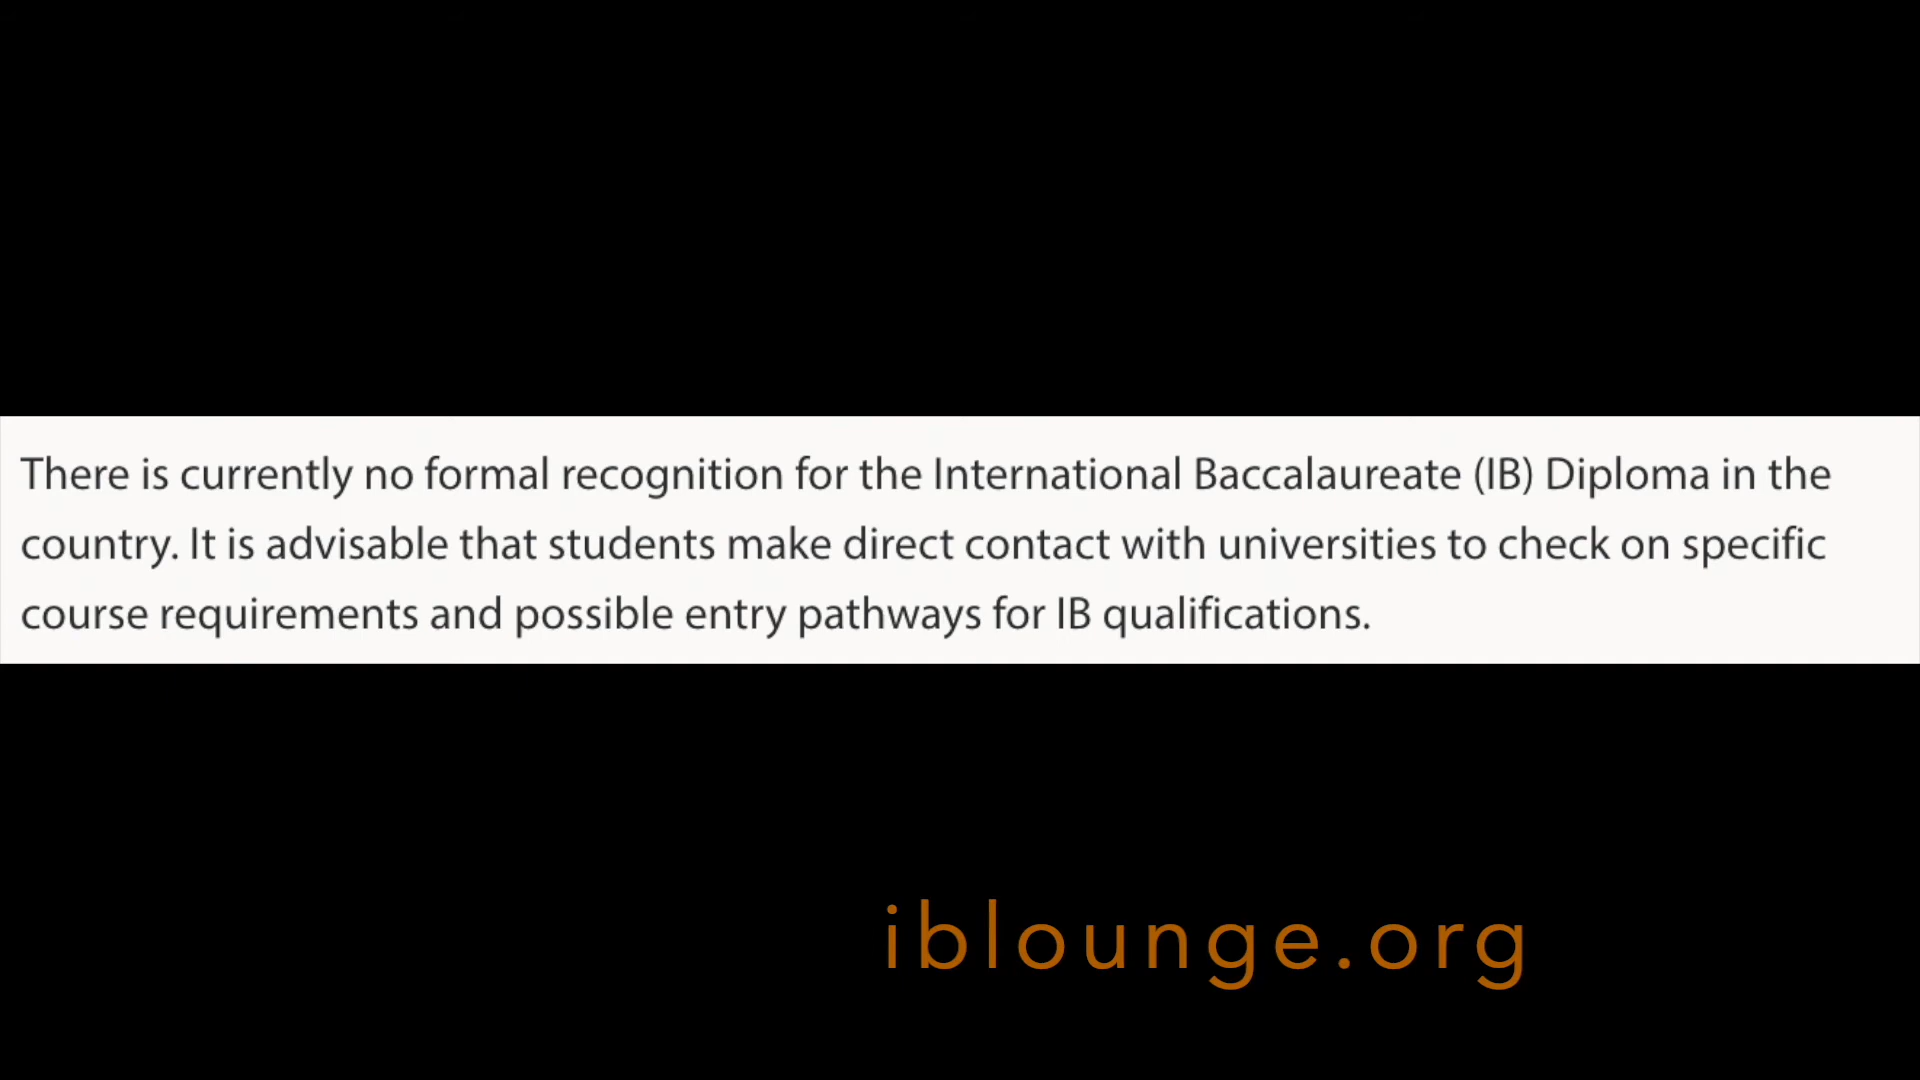 There is currently no formal recognition for the International Baccalaureate (IB) Diploma in the
country. It is advisable that students make direct contact with universities to check on specific
course requirements and possible entry pathways for IB qualifications.
iblounge.org